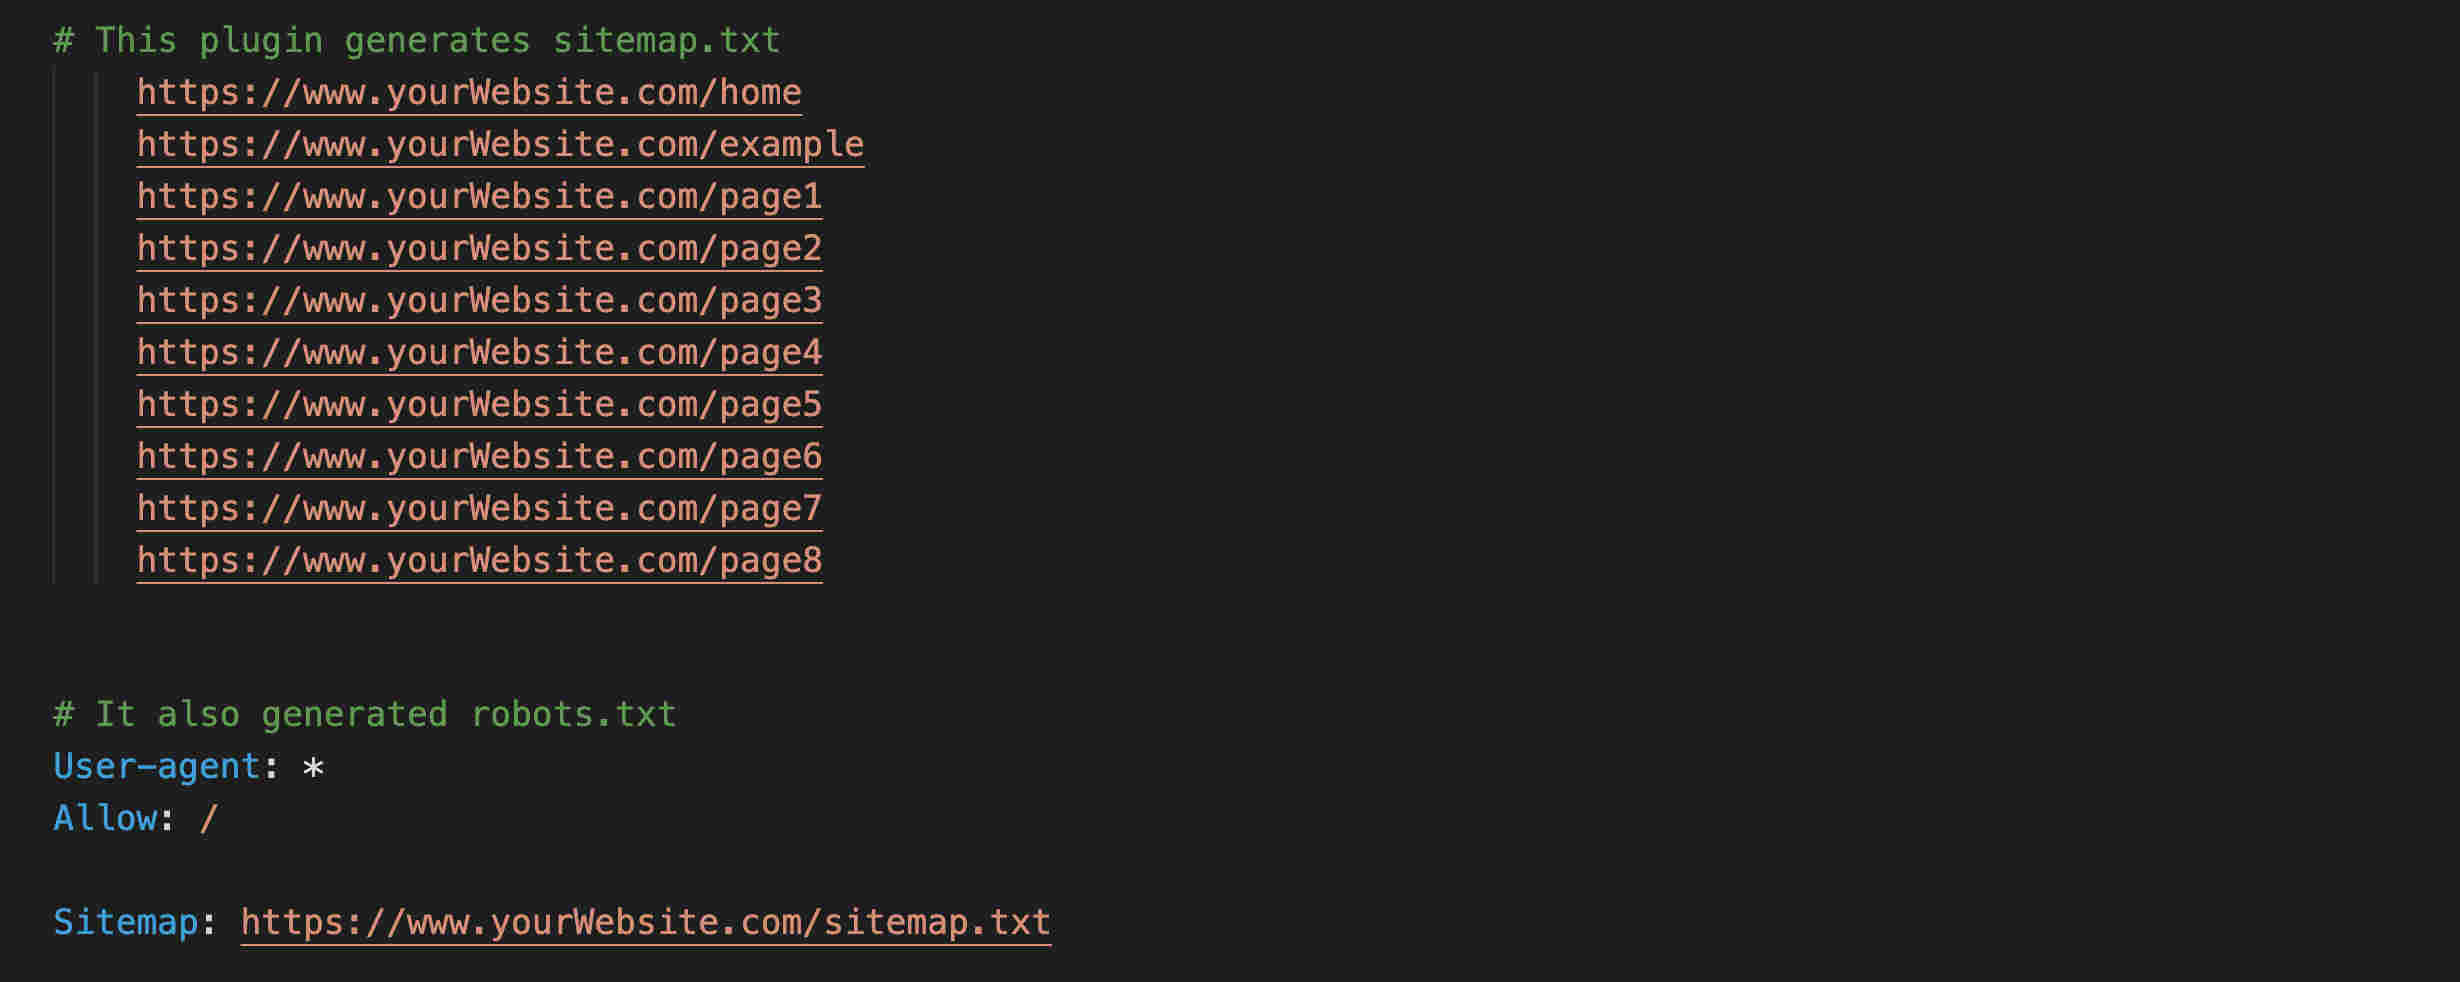 # This plugin generates sitemap.txt
https://www.yourWebsite.com/home
https://www.yourWebsite.com/example
https://www.yourWebsite.com/page1
https://www.yourWebsite.com/page2
https://www.yourWebsite.com/page3
https://www.yourWebsite.com/page4
https://www.yourWebsite.com/page5
https://www.yourWebsite.com/page6
https://www.yourWebsite.com/page7
https://www.yourWebsite.com/page8
# It also generated robots.txt
User-agent: *
Allow: /
Sitemap: https://www.yourWebsite.com/sitemap.txt